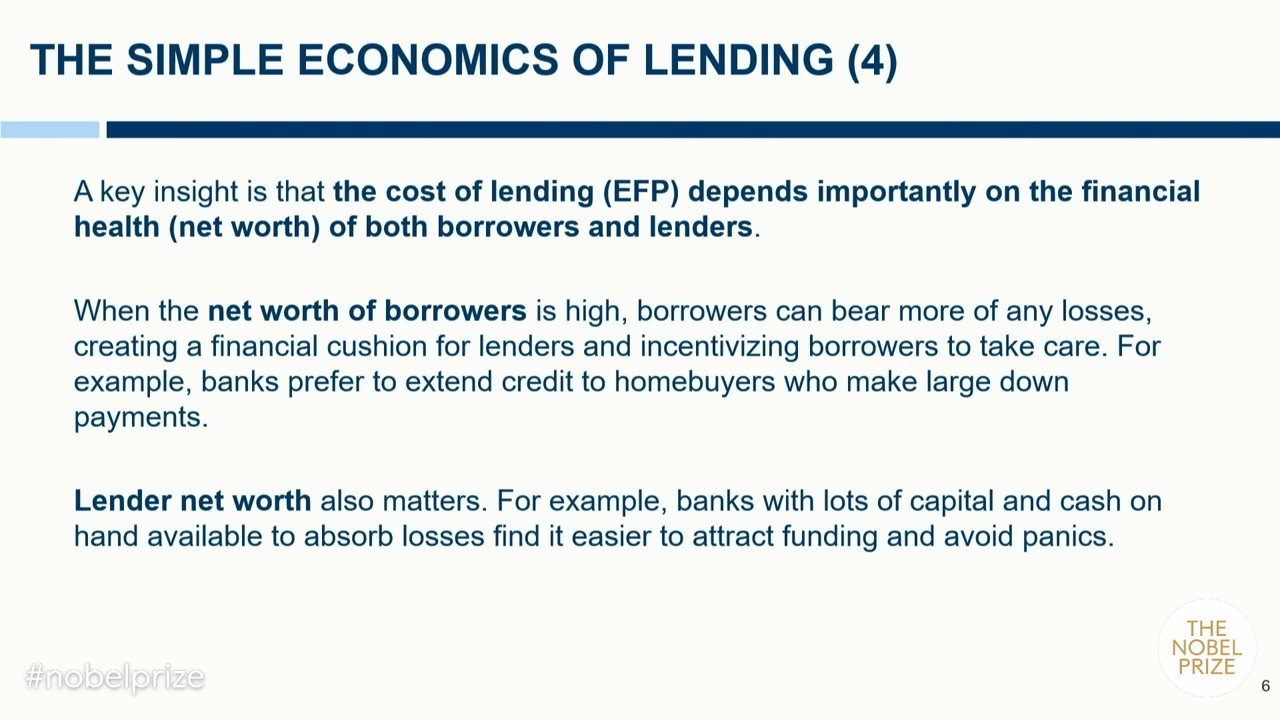 THE SIMPLE ECONOMICS OF LENDING (4)
A key insight is that the cost of lending (EFP) depends importantly on the financial
health (net worth) of both borrowers and lenders.
When the net worth of borrowers is high, borrowers can bear more of any losses,
creating a financial cushion for lenders and incentivizing borrowers to take care. For
example, banks prefer to extend credit to homebuyers who make large down
payments.
Lender net worth also matters. For example, banks with lots of capital and cash on
hand available to absorb losses find it easier to attract funding and avoid panics.
#nobelprize
THE
NOBEL
PRIZE
6